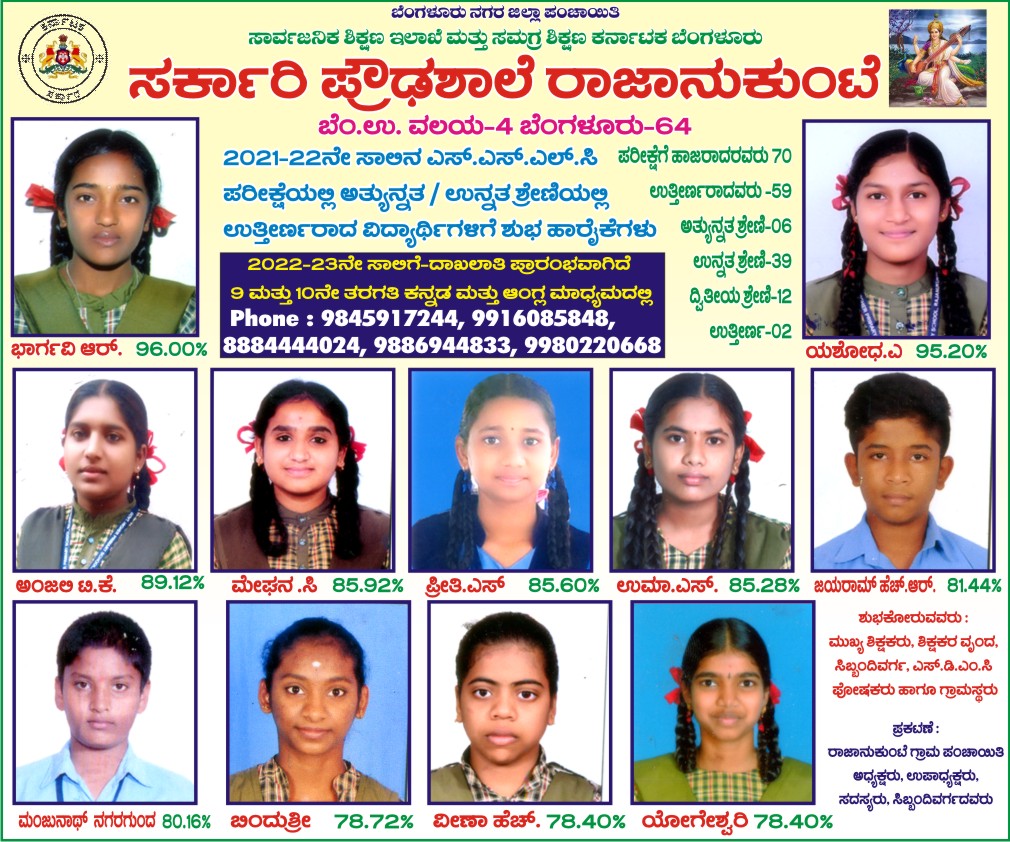 ಬೆಂಗಳೂರು ನಗರ ಜಿಲ್ಲಾ ಪಂಚಾಯಿತಿ
ಸಾರ್ವಜನಿಕ ಶಿಕ್ಷಣ ಇಲಾಖೆ ಮತ್ತು ಸಮಗ್ರ ಶಿಕ್ಷಣ ಕರ್ನಾಟಕ ಬೆಂಗಳೂರು
ಕರ್ನಾಟಕ
ಸರ್ಕಾರ
ಸರ್ಕಾರಿ ಪ್ರೌಢಶಾಲೆ ರಾಜಾನುಕುಂಟೆ
ಬೆಂ.ಉ. ವಲಯ-4 ಬೆಂಗಳೂರು-64
2021-22ನೇ ಸಾಲಿನ ಎಸ್.ಎಸ್.ಎಲ್.ಸಿ
ಪರೀಕ್ಷೆಯಲ್ಲಿ ಅತ್ಯುನ್ನತ / ಉನ್ನತ ಶ್ರೇಣಿಯಲ್ಲಿ
ಉತ್ತೀರ್ಣರಾದ ವಿದ್ಯಾರ್ಥಿಗಳಿಗೆ ಶುಭ ಹಾರೈಕೆಗಳು
ಪರೀಕ್ಷೆಗೆ ಹಾಜರಾದರವರು 70
ಉತ್ತೀರ್ಣರಾದವರು -59
ಅತ್ಯುನ್ನತ ಶ್ರೇಣಿ-06
ಉನ್ನತ ಶ್ರೇಣಿ-39
ದ್ವಿತೀಯ ಶ್ರೇಣಿ-12
ಉತ್ತೀರ್ಣ-02
2022-23ನೇ ಸಾಲಿಗೆ-ದಾಖಲಾತಿ ಪ್ರಾರಂಭವಾಗಿದೆ
9 ಮತ್ತು 10ನೇ ತರಗತಿ ಕನ್ನಡ ಮತ್ತು ಆಂಗ್ಲ ಮಾಧ್ಯಮದಲ್ಲಿ
Phone : 9845917244, 9916085848,
8884444024, 9886944833, 9980220668
ಭಾರ್ಗವಿ ಆರ್. 96.00%
ಯಶೋಧ.ಎ 95.20%
ಅಂಜಲಿ ಟಿ.ಕೆ. 89.12%
ಮೇಘನ .ಸಿ 85.92%
ಪ್ರೀತಿ.ಎಸ್ 85.60%
ಉಮಾ.ಎಸ್. 85.28%
ಜಯರಾಮ್ ಹೆಚ್.ಆರ್. 81.44%
ಮಂಜುನಾಥ್ ನಗರಗುಂದ 80.16%
ಬಿಂದುಶ್ರೀ 78.72%
ವೀಣಾ ಹೆಚ್. 78.40%
ಯೋಗೇಶ್ವರಿ 78.40%
ಶುಭಕೋರುವವರು :
ಮುಖ್ಯ ಶಿಕ್ಷಕರು, ಶಿಕ್ಷಕರ ವೃಂದ,
ಸಿಬ್ಬಂದಿವರ್ಗ, ಎಸ್.ಡಿ.ಎಂ.ಸಿ
ಪೋಷಕರು ಹಾಗೂ ಗ್ರಾಮಸ್ಥರು
ಪ್ರಕಟಣೆ :
ರಾಜಾನುಕುಂಟೆ ಗ್ರಾಮ ಪಂಚಾಯಿತಿ
ಅಧ್ಯಕ್ಷರು, ಉಪಾಧ್ಯಕ್ಷರು,
ಸದಸ್ಯರು, ಸಿಬ್ಬಂದಿವರ್ಗದವರು